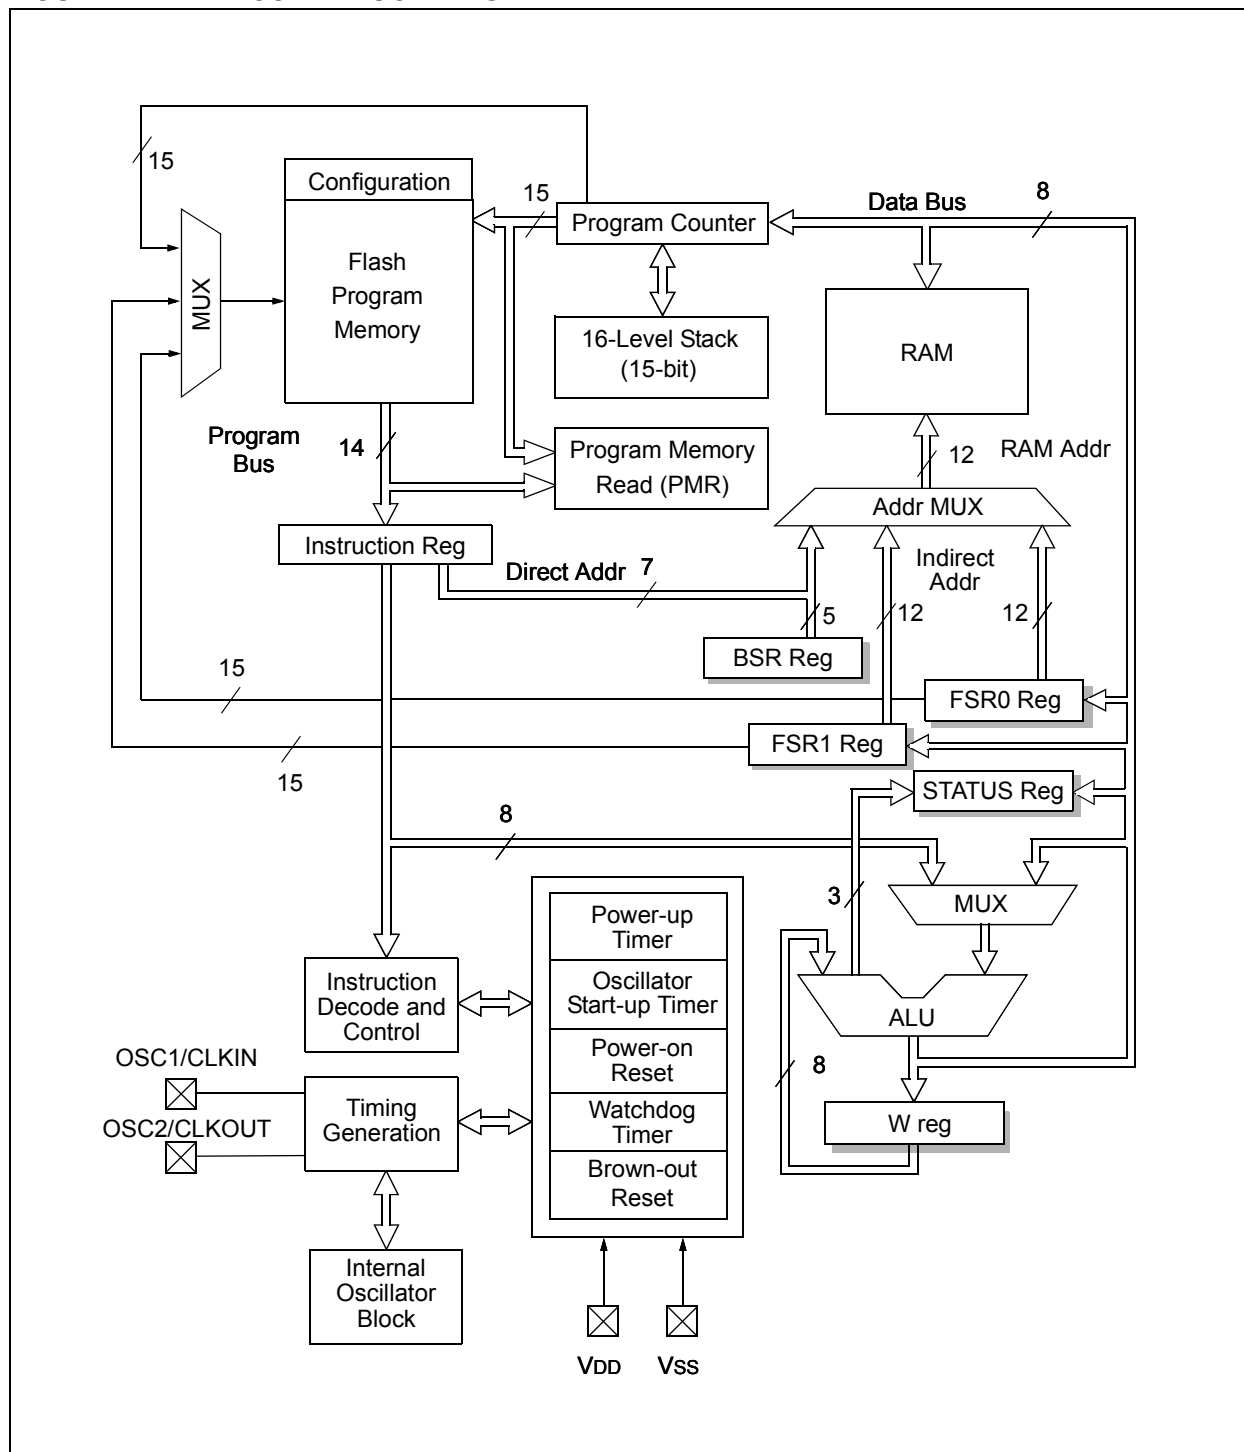 15
Configuration
Flash
Program
Memory
MUX
15
Program Counter
Data Bus
8
16-Level Stack
(15-bit)
RAM
Program
Bus
14
Program Memory
Read (PMR)
12
RAM Addr
Addr MUX
Instruction Reg
Direct Addr
7
Indirect
Addr
5
12
12
BSR Reg
15
FSR0 Reg
FSR1 Reg
15
STATUS Reg
8
3
MUX
Power-up
Timer
Oscillator
Start-up Timer
Power-on
Reset
Watchdog
Timer
Brown-out
Reset
Instruction
Decode and
Control
ALU
8
W reg
OSC1/CLKIN
OSC2/CLKOUT
Timing
Generation
Internal
Oscillator
Block
VDD
VSS